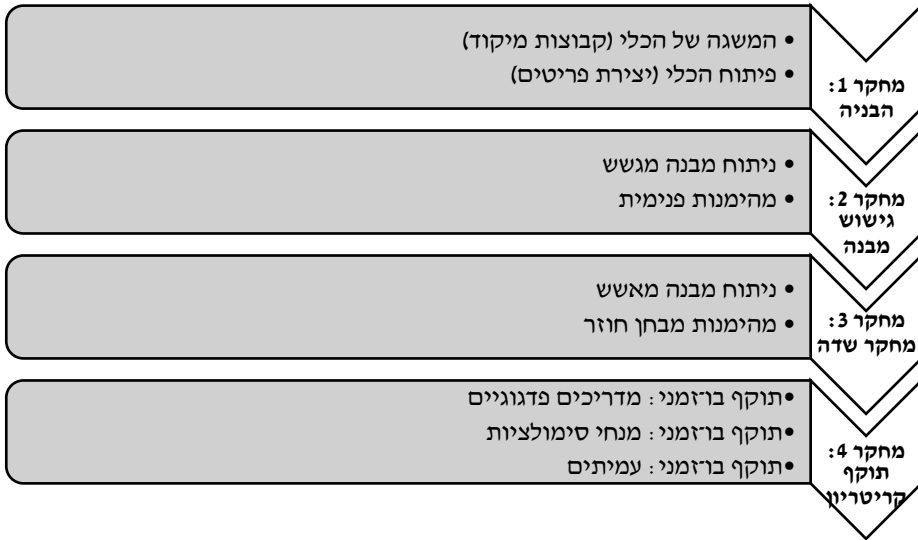 מחקר 1:
הבניה
• המשגה של הכלי (קבוצות מיקוד)
• פיתוח הכלי (יצירת פריטים)
מחקר 2:
גישוש
מבנה
• ניתוח מבנה מגשש
• מהימנות פנימית
מחקר 3:
מחקר שדה
• ניתוח מבנה מאשש
• מהימנות מבחן חוזר
מחקר 4:
תוקף
קריטריון
•תוקף בו־זמני: מדריכים פדגוגיים
•תוקף בו־זמני: מנחי סימולציות
•תוקף בו־זמני: עמיתים